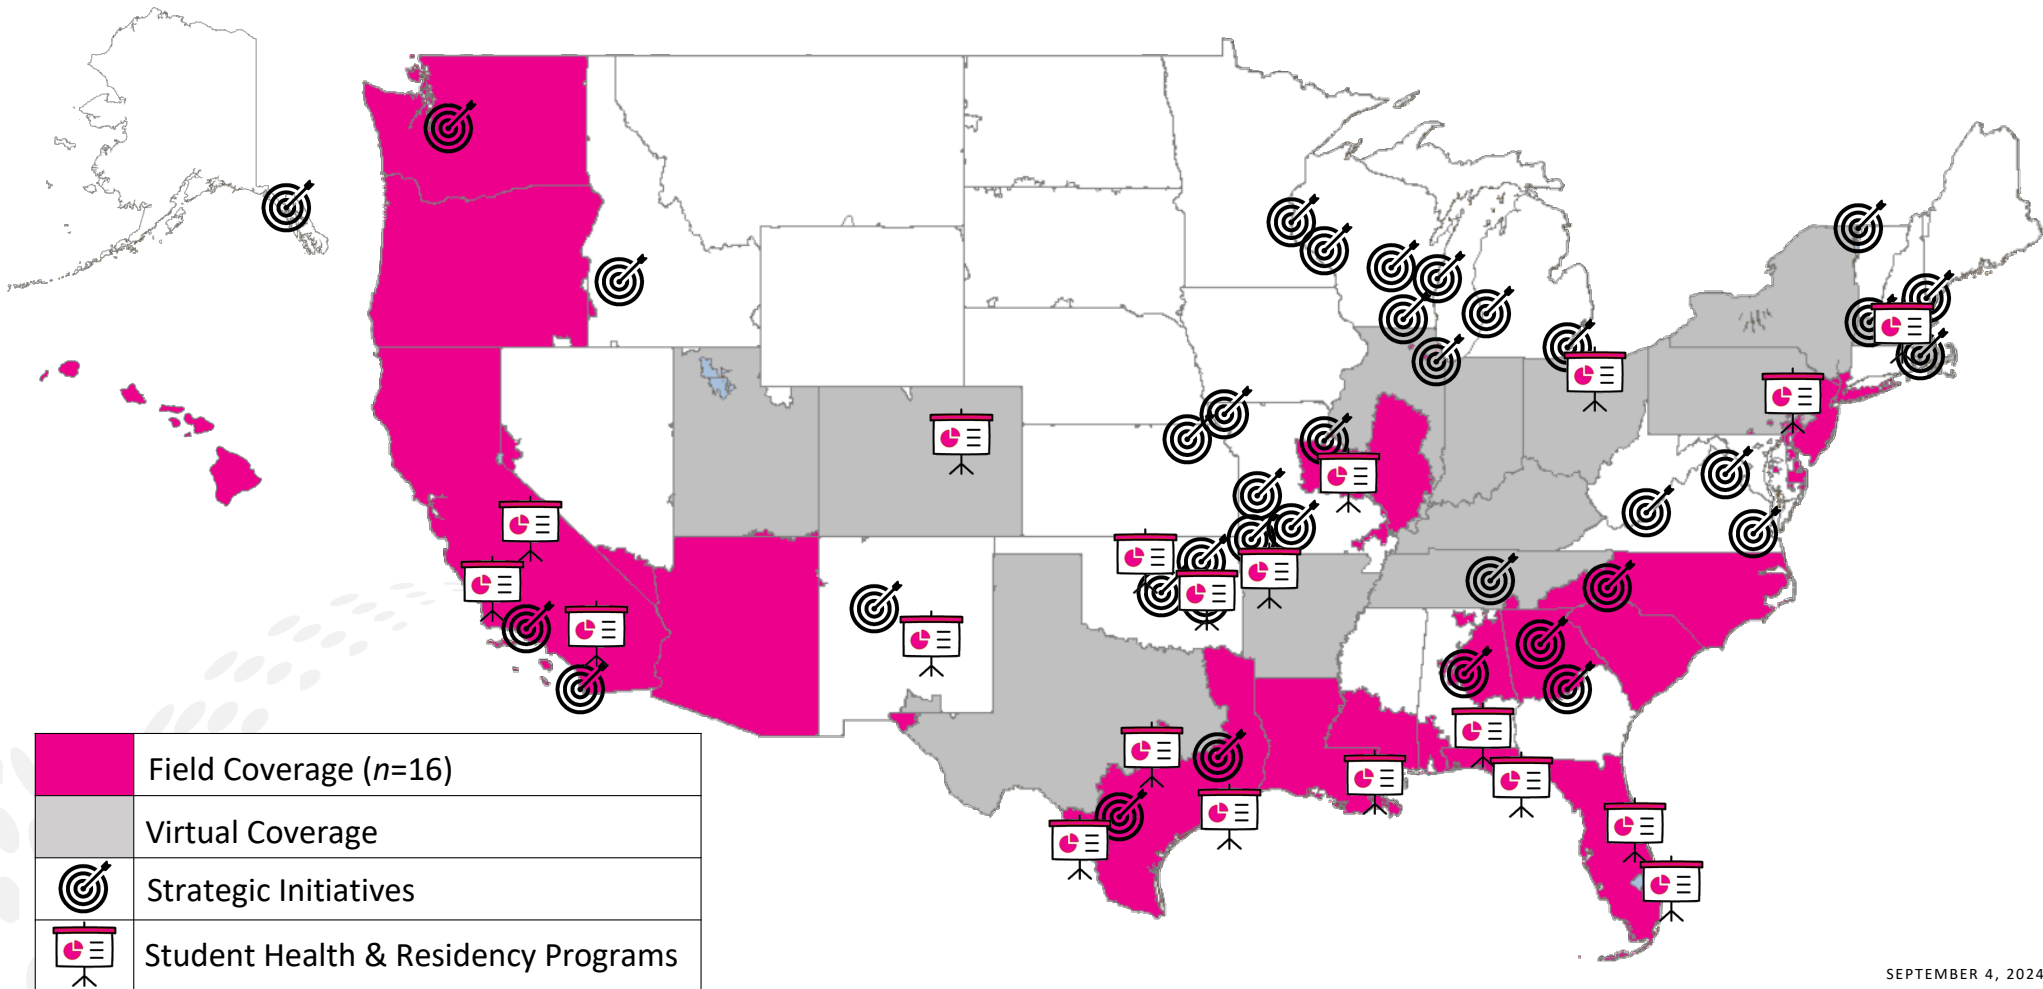 Field Coverage (n=16)
Virtual Coverage
Strategic Initiatives
Student Health & Residency Programs
SEPTEMBER 4, 2024